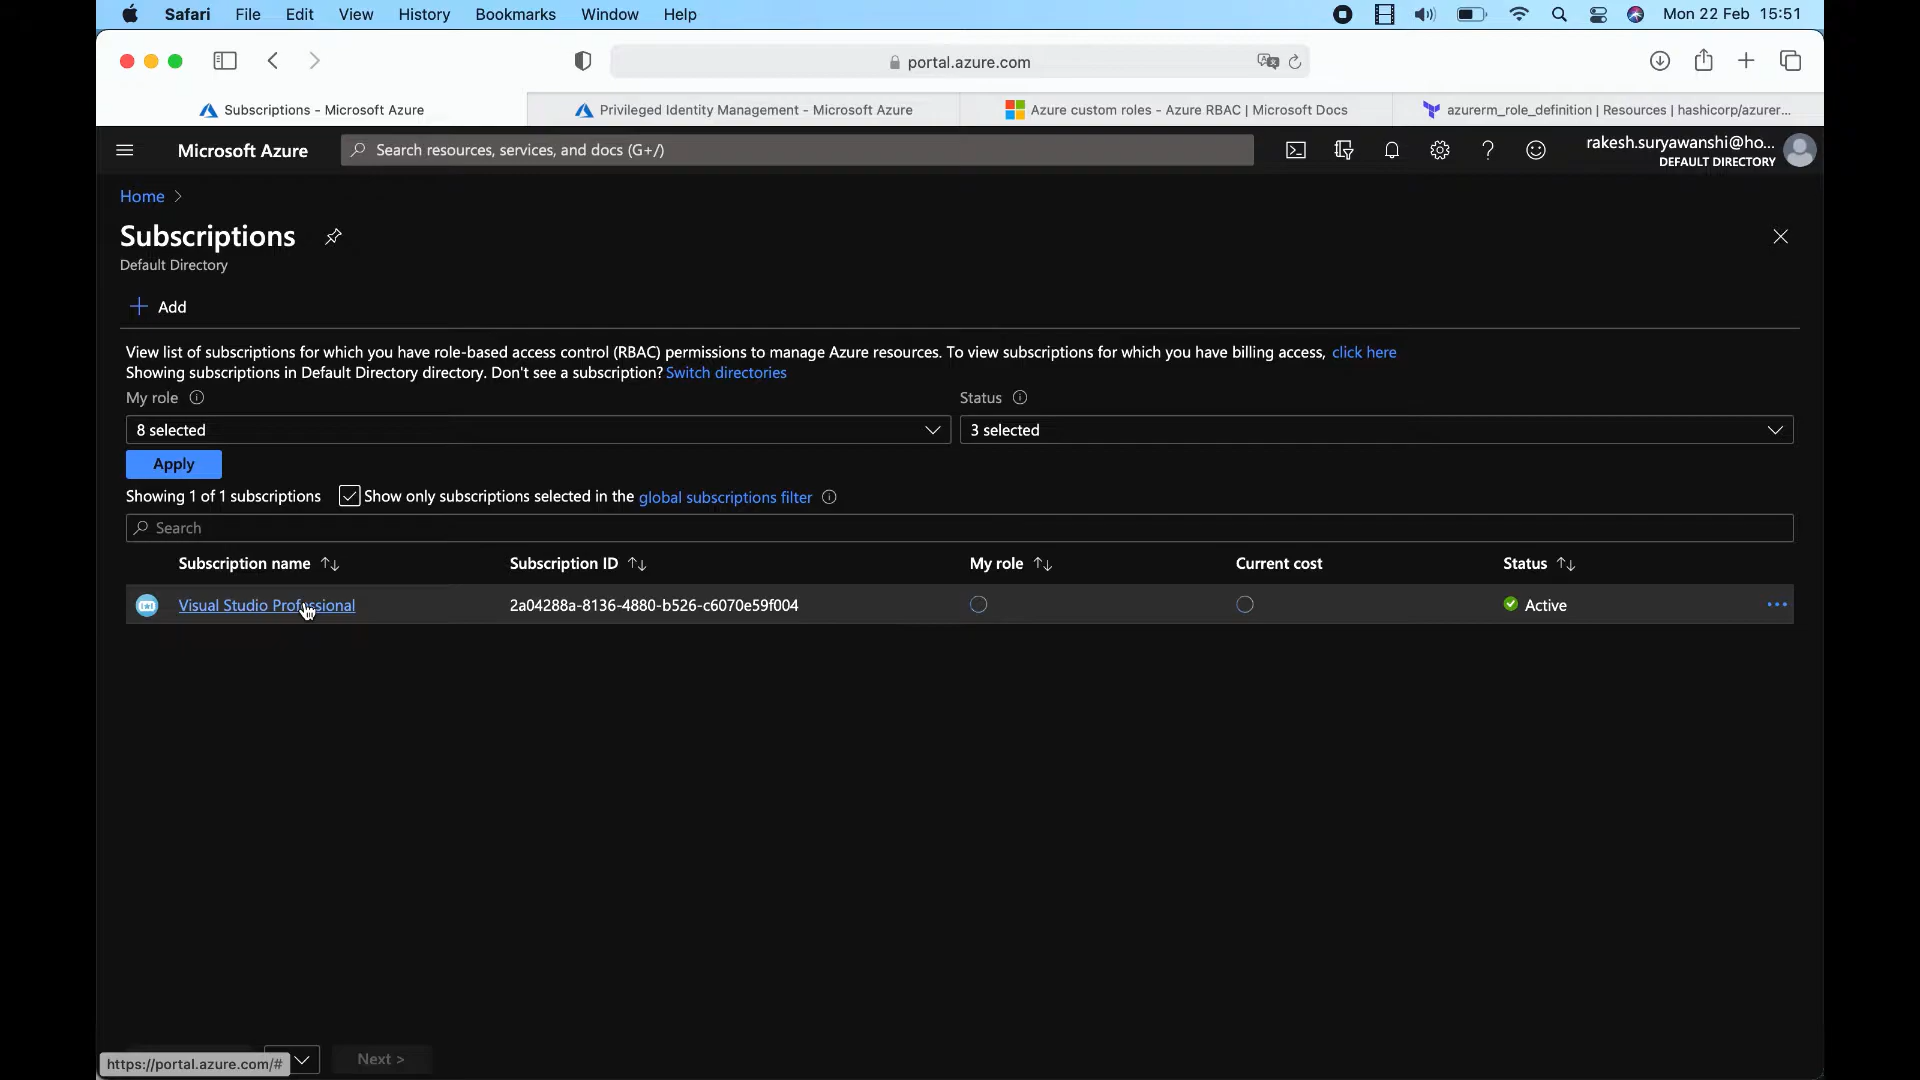 Safari File Edit View History Bookmarks Window Help Mon 22 Feb 15:51
portal.azure.com
Subscriptions - Microsoft Azure
Privileged Identity Management - Microsoft Azure
Azure custom roles - Azure RBAC | Microsoft Docs
azurerm_role_definition | Resources | hashicorp/azurer...
Microsoft Azure
Search resources, services, and docs (G+/)
rakesh.suryawanshi@ho...
DEFAULT DIRECTORY
Home >
Subscriptions
Default Directory
+ Add
View list of subscriptions for which you have role-based access control (RBAC) permissions to manage Azure resources. To view subscriptions for which you have billing access, click here
Showing subscriptions in Default Directory directory. Don't see a subscription? Switch directories
My role
Status
8 selected
3 selected
Apply
Showing 1 of 1 subscriptions Show only subscriptions selected in the global subscriptions filter
Search
Subscription name Subscription ID My role Current cost Status
Visual Studio Professional 2a04288a-8136-4880-b526-c6070e59f004 Active
Next >
https://portal.azure.com/#